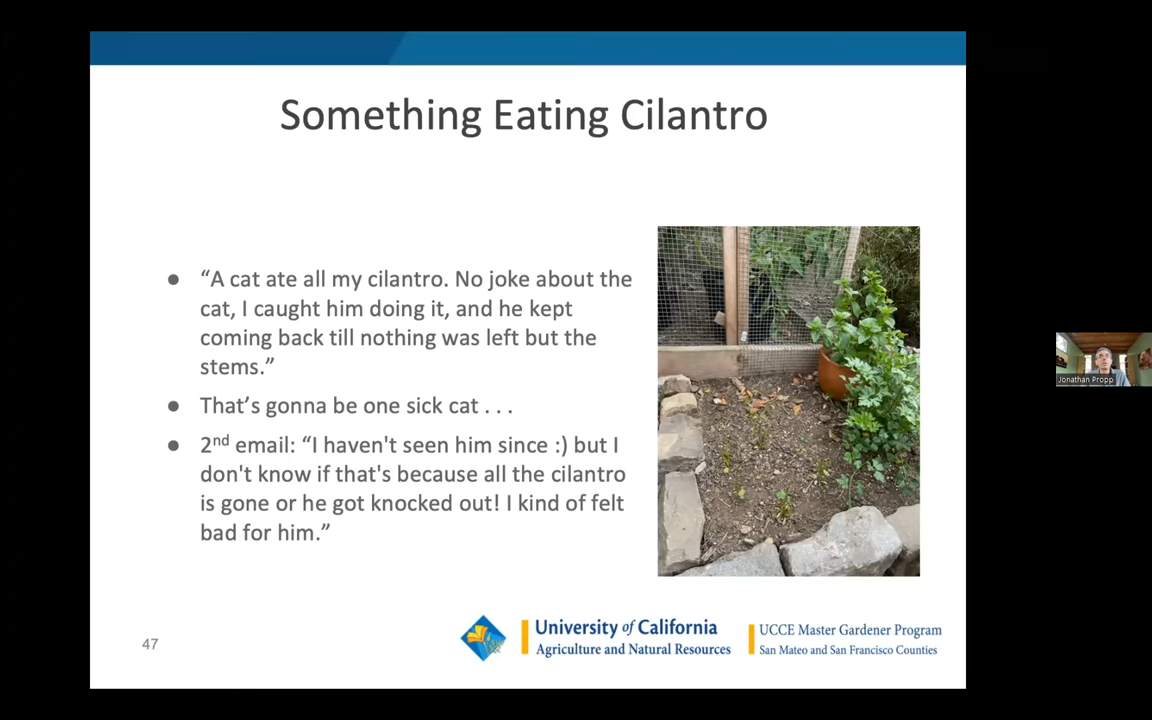 Something Eating Cilantro
● “A cat ate all my cilantro. No joke about the
cat, I caught him doing it, and he kept
coming back till nothing was left but the
stems.”
● That’s gonna be one sick cat . . .
● 2nd email: “I haven't seen him since :) but I
don't know if that's because all the cilantro
is gone or he got knocked out! I kind of felt
bad for him.”
Jonathan Propp
47
University of California
Agriculture and Natural Resources
UCCE Master Gardener Program
San Mateo and San Francisco Counties